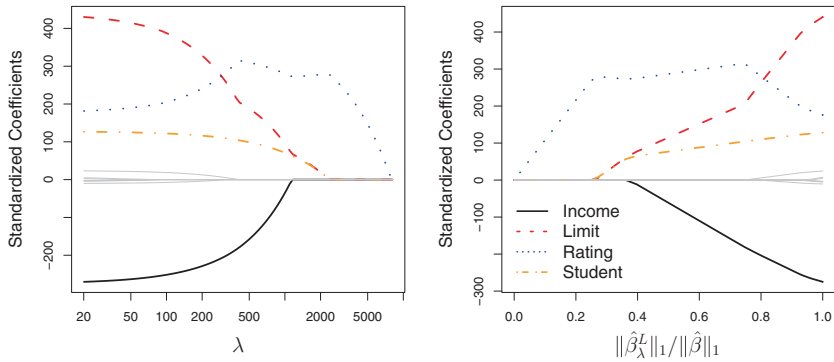 Standardized Coefficients
400
300
200
100
0
−200
20 50 100 200 500 2000 5000
λ
Standardized Coefficients
400
300
200
100
0
−100
−300
Income
Limit
Rating
Student
0.0 0.2 0.4 0.6 0.8 1.0
‖β̂λᴸ‖₁/‖β̂‖₁